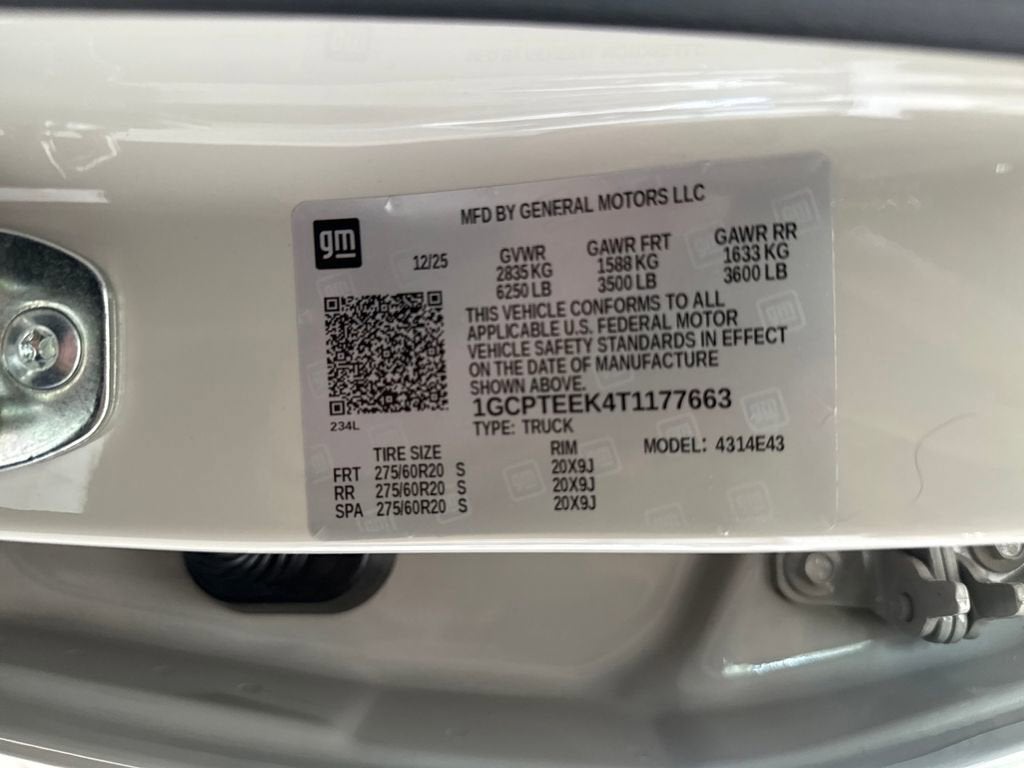 MFD BY GENERAL MOTORS LLC
gm
12/25
GVWR GAWR FRT GAWR RR
2835 KG 1588 KG 1633 KG
6250 LB 3500 LB 3600 LB
THIS VEHICLE CONFORMS TO ALL
APPLICABLE U.S. FEDERAL MOTOR
VEHICLE SAFETY STANDARDS IN EFFECT
ON THE DATE OF MANUFACTURE
SHOWN ABOVE.
1GCPTEEK4T1177663
234L
TYPE: TRUCK MODEL: 4314E43
TIRE SIZE RIM
FRT 275/60R20 S 20X9J
RR 275/60R20 S 20X9J
SPA 275/60R20 S 20X9J